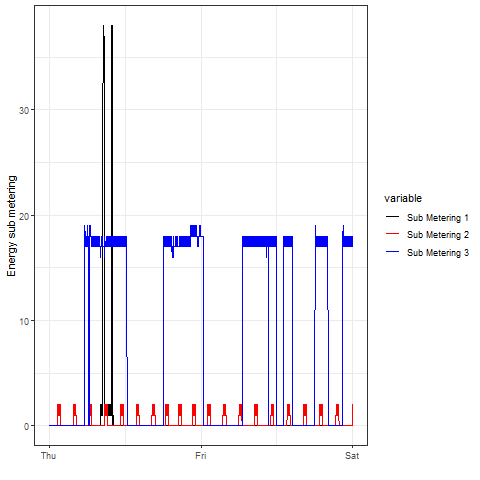 Energy sub metering
30
20
10
0
Thu
Fri
Sat
variable
Sub Metering 1
Sub Metering 2
Sub Metering 3